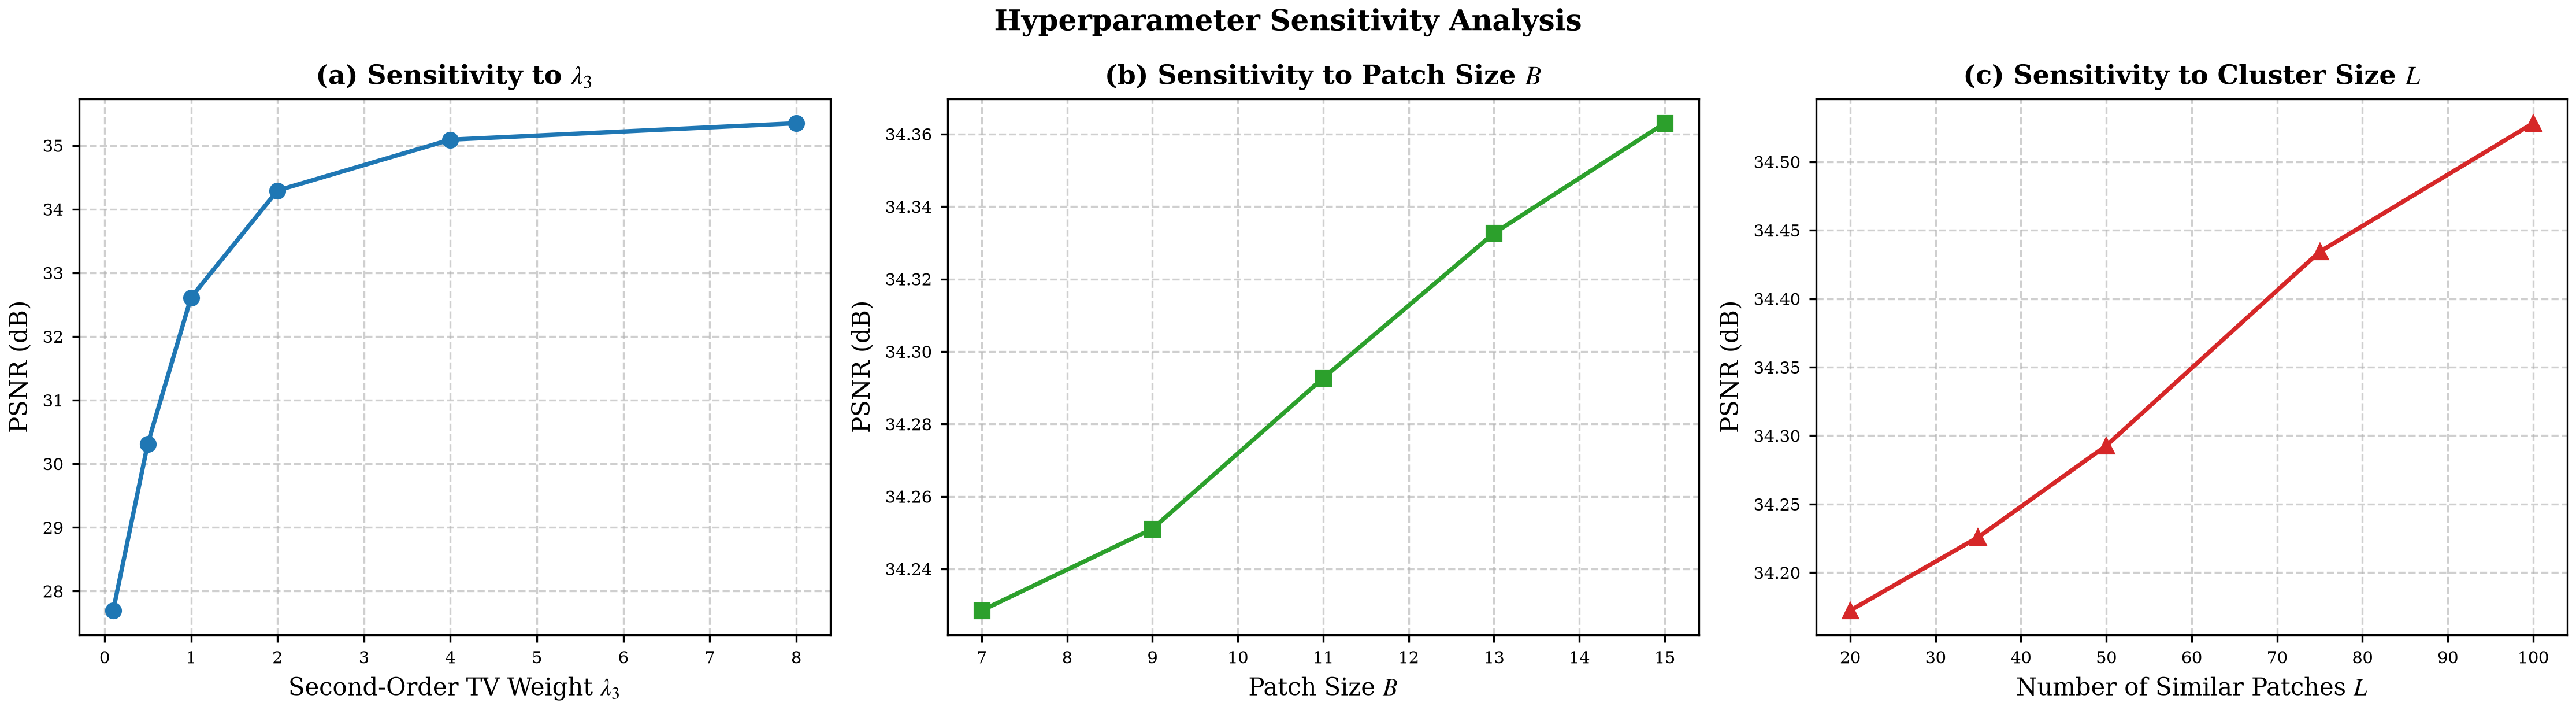 Hyperparameter Sensitivity Analysis
(a) Sensitivity to λ₃
PSNR (dB)
35
34
33
32
31
30
29
28
0 1 2 3 4 5 6 7 8
Second-Order TV Weight λ₃
(b) Sensitivity to Patch Size B
PSNR (dB)
34.36
34.34
34.32
34.30
34.28
34.26
34.24
7 8 9 10 11 12 13 14 15
Patch Size B
(c) Sensitivity to Cluster Size L
PSNR (dB)
34.50
34.45
34.40
34.35
34.30
34.25
34.20
20 30 40 50 60 70 80 90 100
Number of Similar Patches L